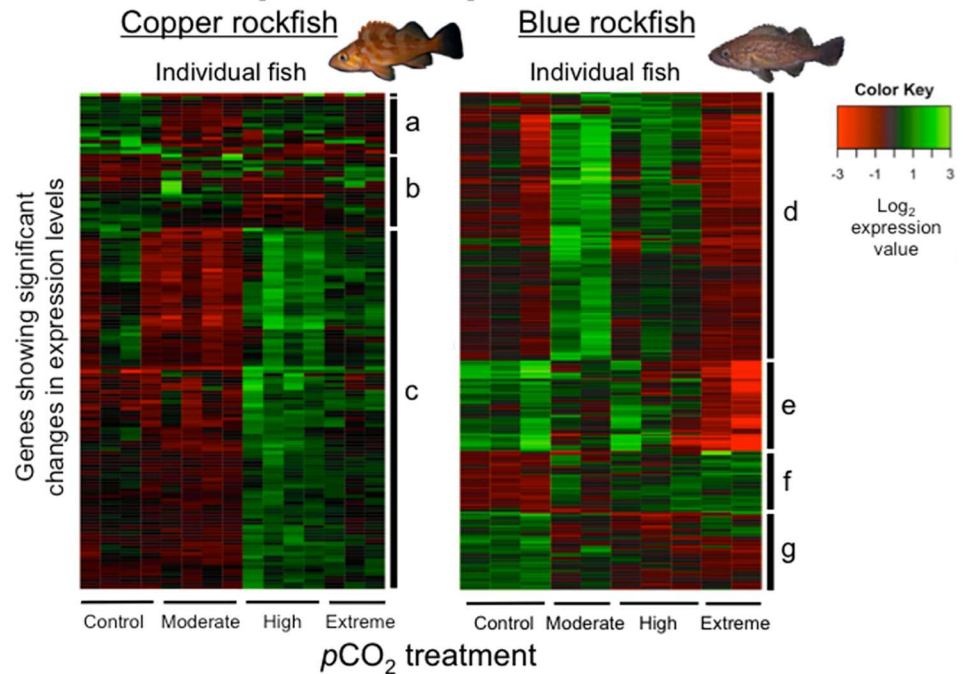 Copper rockfish
Blue rockfish
Individual fish
Individual fish
Color Key
-3 -1 1 3
Log2
expression
value
Genes showing significant
changes in expression levels
a
b
c
d
e
f
g
Control Moderate High Extreme
Control Moderate High Extreme
pCO2 treatment